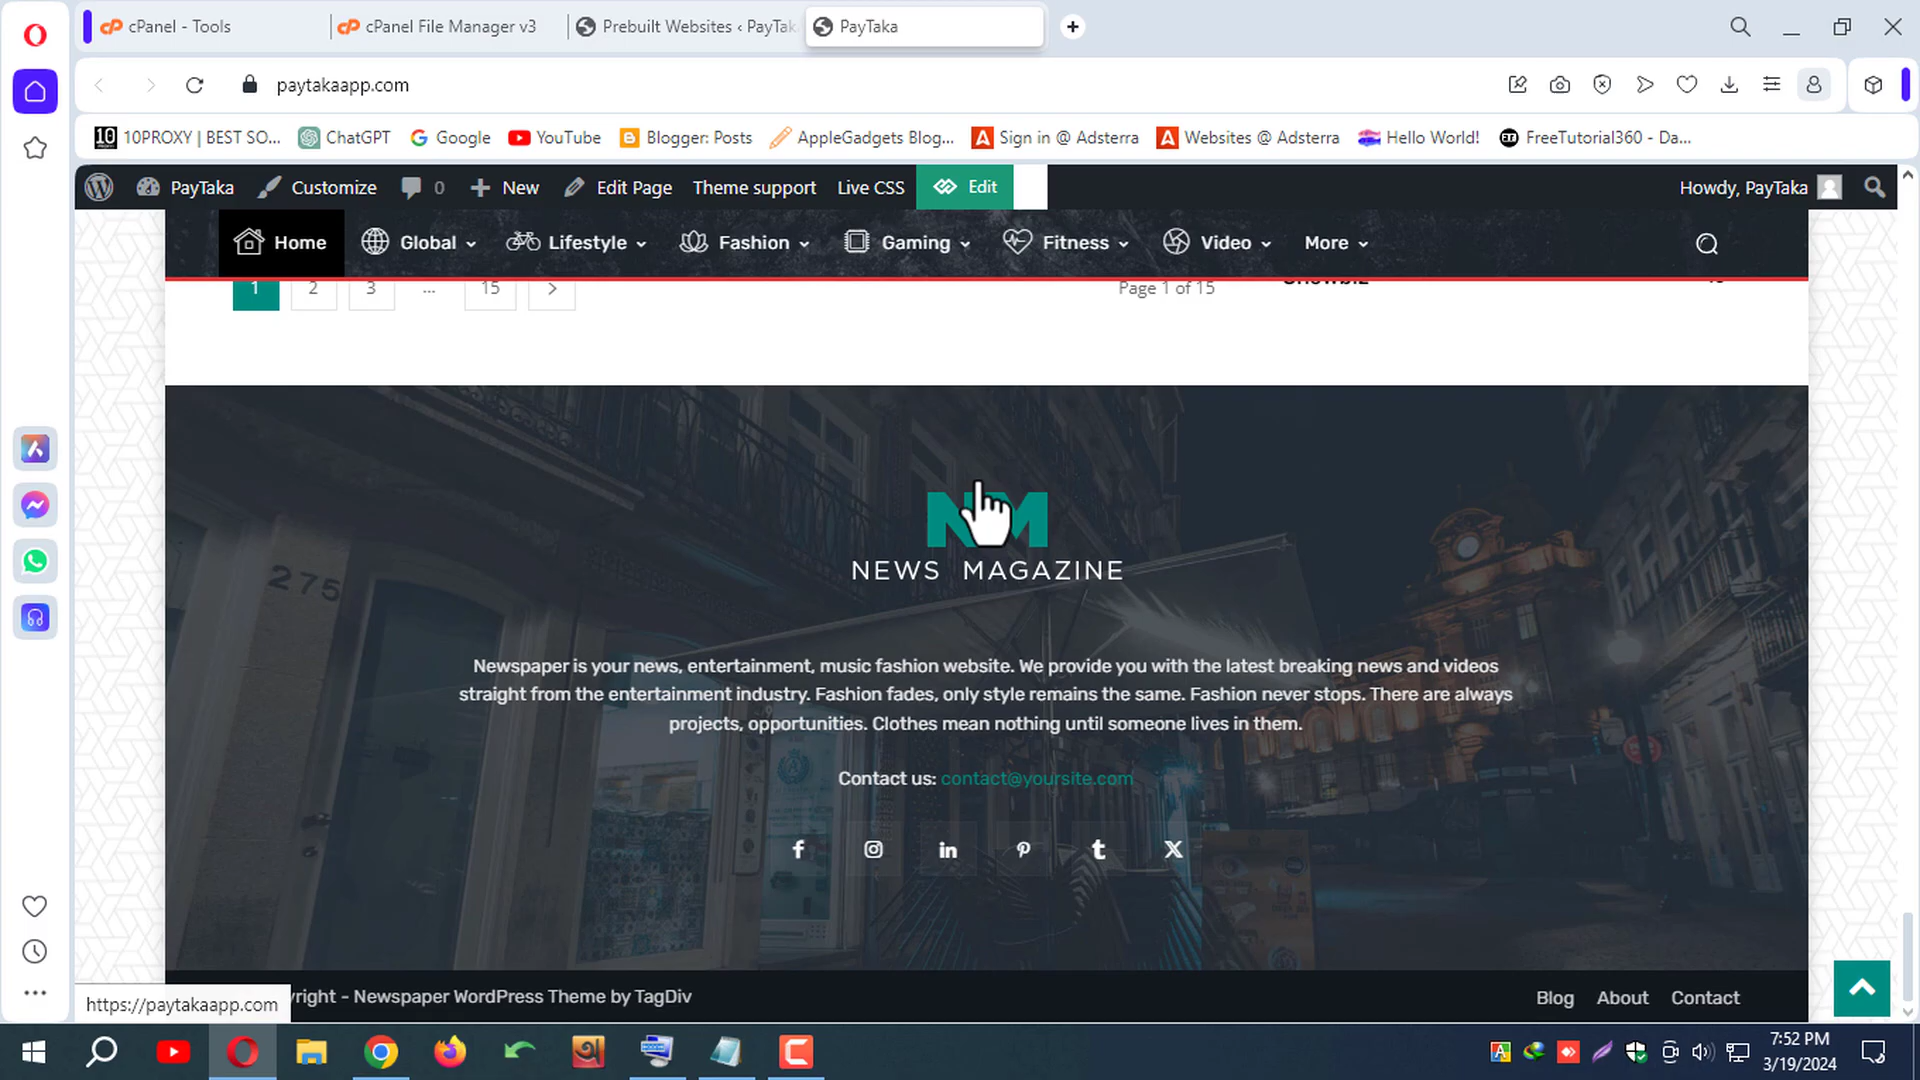 cPanel - Tools
cPanel File Manager v3
Prebuilt Websites ‹ PayTak
PayTaka
paytakaapp.com
10PROXY | BEST SO...
ChatGPT
Google
YouTube
Blogger: Posts
AppleGadgets Blog...
Sign in @ Adsterra
Websites @ Adsterra
Hello World!
FreeTutorial360 - Da...
PayTaka
Customize
0
New
Edit Page
Theme support
Live CSS
Edit
Howdy, PayTaka
Home
Global
Lifestyle
Fashion
Gaming
Fitness
Video
More
1
2
3
...
15
Page 1 of 15
275
NEWS MAGAZINE
Newspaper is your news, entertainment, music fashion website. We provide you with the latest breaking news and videos
straight from the entertainment industry. Fashion fades, only style remains the same. Fashion never stops. There are always
projects, opportunities. Clothes mean nothing until someone lives in them.
Contact us: contact@yoursite.com
https://paytakaapp.com
yright - Newspaper WordPress Theme by TagDiv
Blog
About
Contact
7:52 PM
3/19/2024